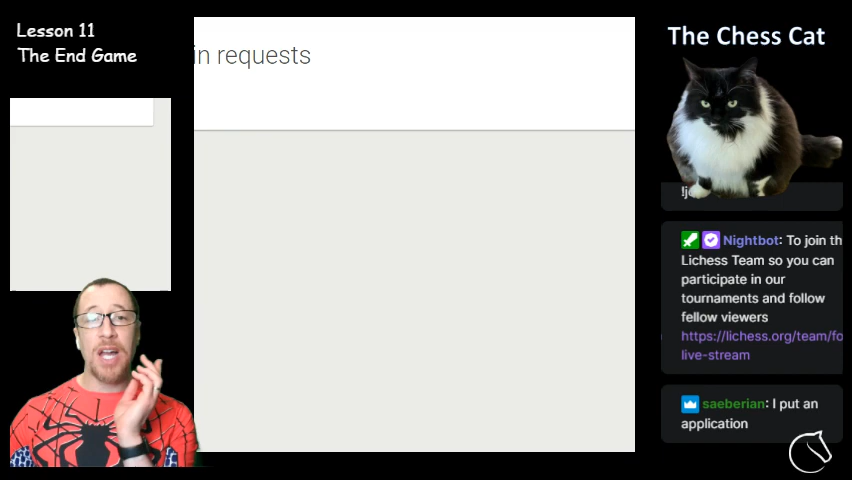 Lesson 11
The End Game
in requests
The Chess Cat
Nightbot: To join th
Lichess Team so you can
participate in our
tournaments and follow
fellow viewers
https://lichess.org/team/fo
live-stream
saeberian: I put an
application